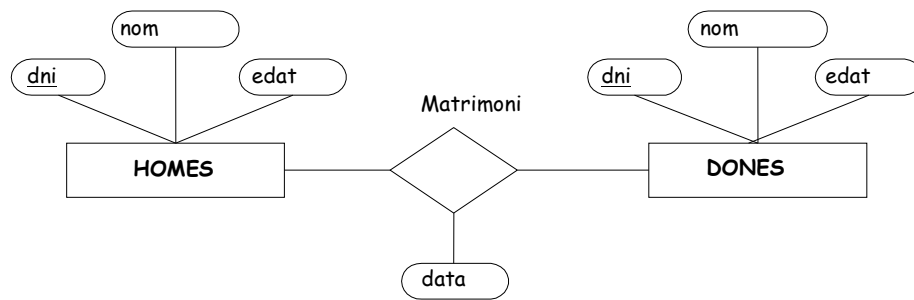 nom
nom
dni
edat
dni
edat
Matrimoni
HOMES
DONES
data